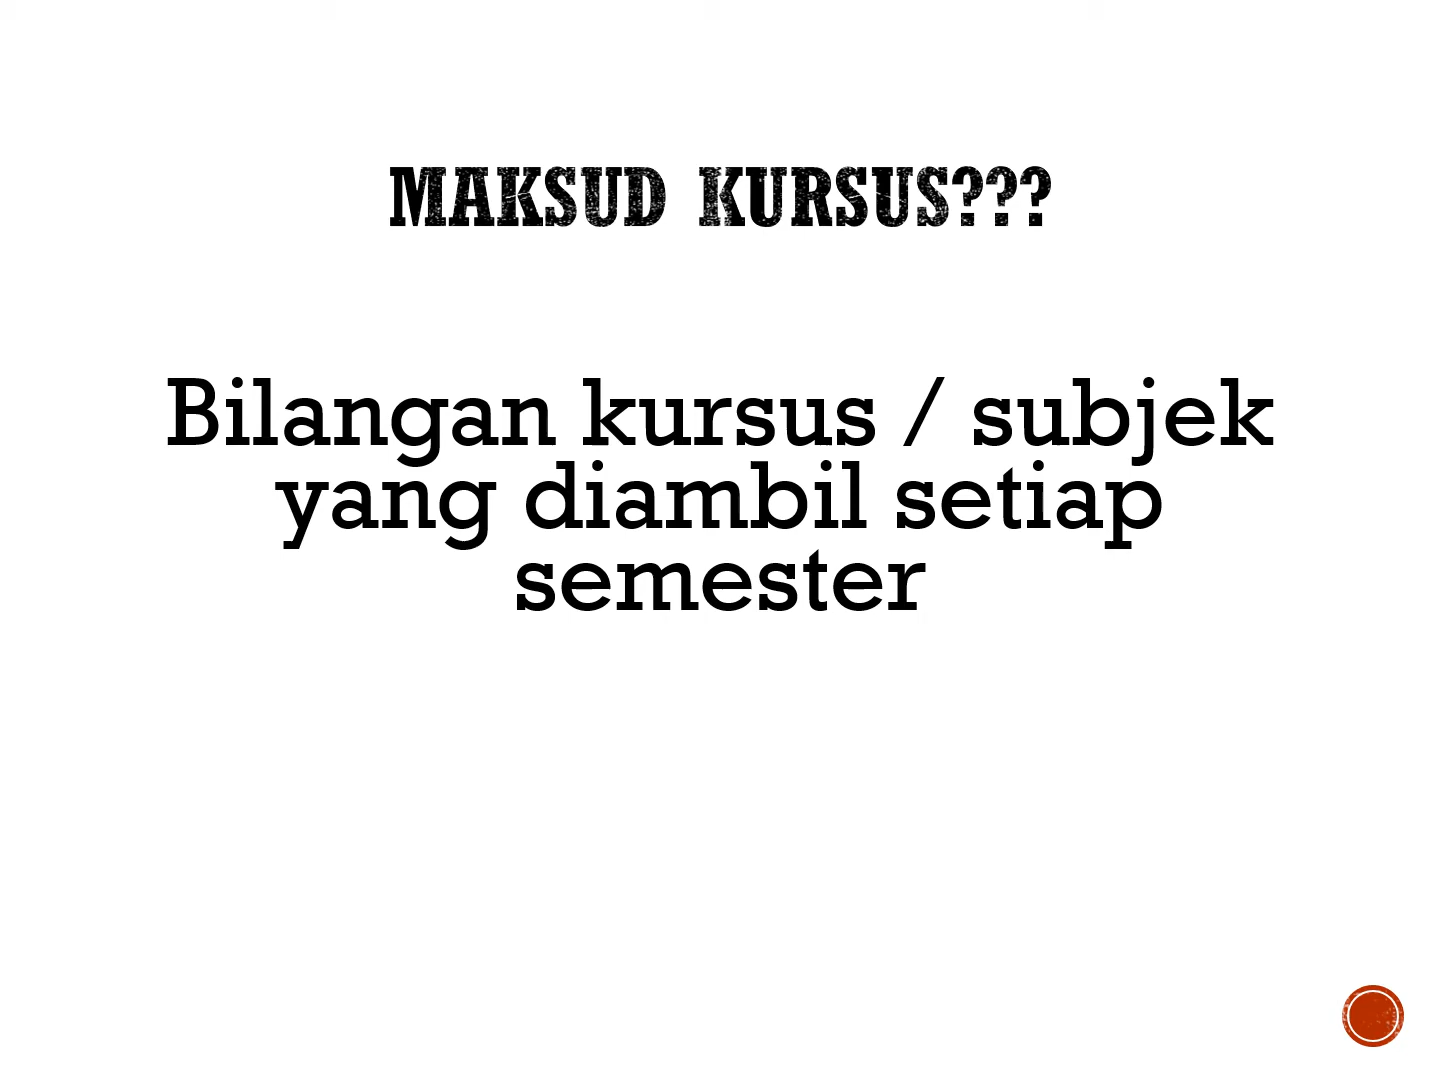 MAKSUD KURSUS???
Bilangan kursus / subjek
yang diambil setiap
semester